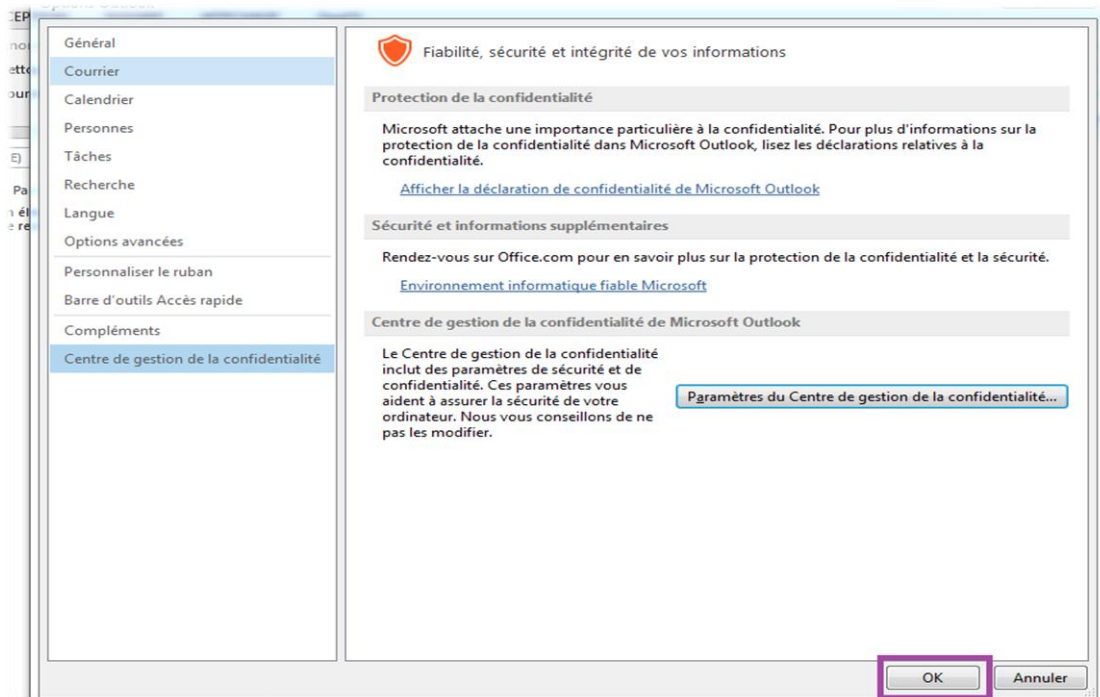 Options Outlook
Général
Courrier
Calendrier
Personnes
Tâches
Recherche
Langue
Options avancées
Personnaliser le ruban
Barre d'outils Accès rapide
Compléments
Centre de gestion de la confidentialité
Fiabilité, sécurité et intégrité de vos informations
Protection de la confidentialité
Microsoft attache une importance particulière à la confidentialité. Pour plus d'informations sur la
protection de la confidentialité dans Microsoft Outlook, lisez les déclarations relatives à la
confidentialité.
Afficher la déclaration de confidentialité de Microsoft Outlook
Sécurité et informations supplémentaires
Rendez-vous sur Office.com pour en savoir plus sur la protection de la confidentialité et la sécurité.
Environnement informatique fiable Microsoft
Centre de gestion de la confidentialité de Microsoft Outlook
Le Centre de gestion de la confidentialité
inclut des paramètres de sécurité et de
confidentialité. Ces paramètres vous
aident à assurer la sécurité de votre
ordinateur. Nous vous conseillons de ne
pas les modifier.
Paramètres du Centre de gestion de la confidentialité...
OK
Annuler